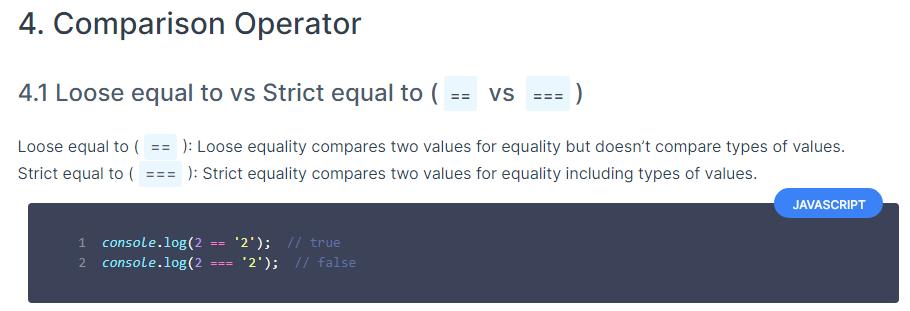 4. Comparison Operator
4.1 Loose equal to vs Strict equal to ( == vs === )
Loose equal to ( == ): Loose equality compares two values for equality but doesn’t compare types of values.
Strict equal to ( === ): Strict equality compares two values for equality including types of values.
JAVASCRIPT
1 console.log(2 == '2');  // true
2 console.log(2 === '2');  // false